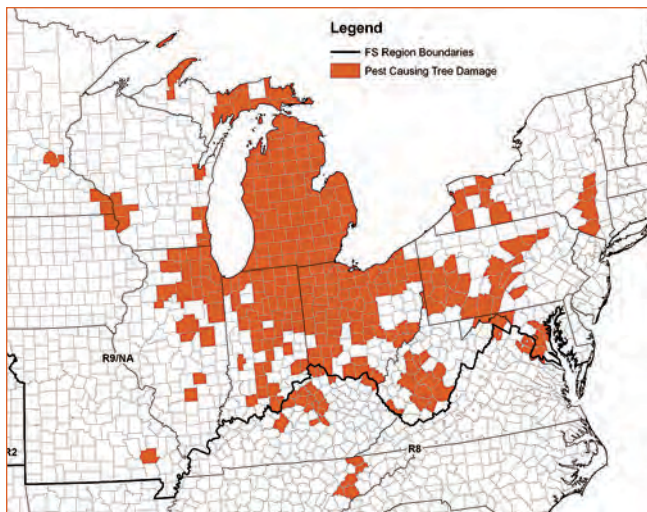 Legend
FS Region Boundaries
Pest Causing Tree Damage
R9/NA
R2
R8